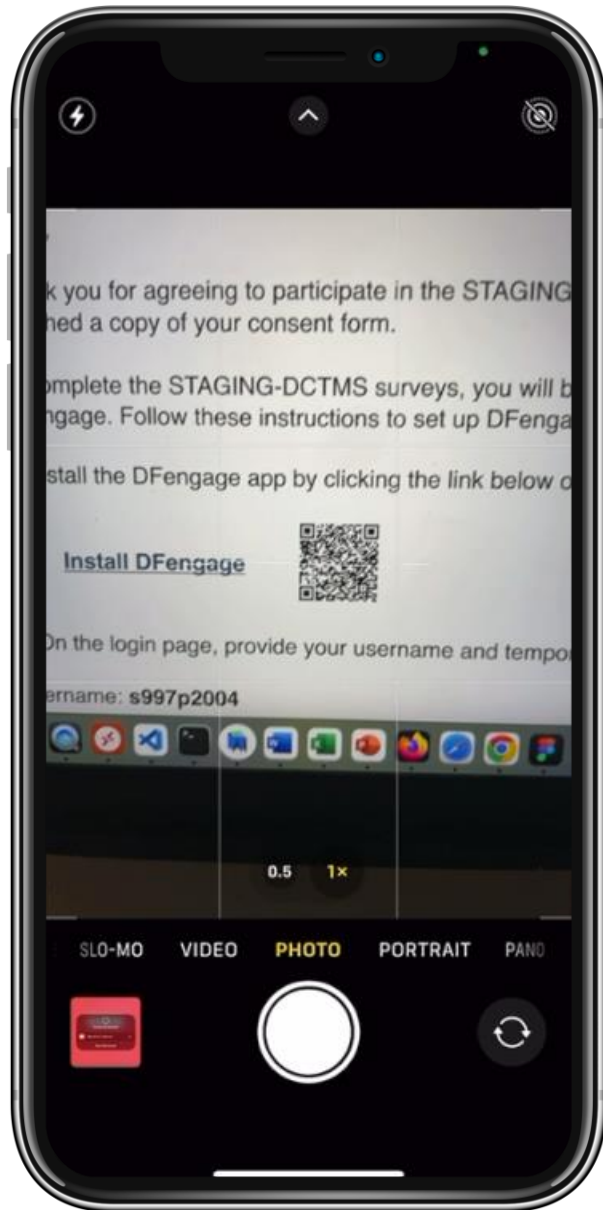 k you for agreeing to participate in the STAGING
hed a copy of your consent form.
omplete the STAGING-DCTMS surveys, you will b
ngage. Follow these instructions to set up DFenga
stall the DFengage app by clicking the link below o
Install DFengage
On the login page, provide your username and tempo
ername: s997p2004
0.5 1×
SLO-MO VIDEO PHOTO PORTRAIT PANO